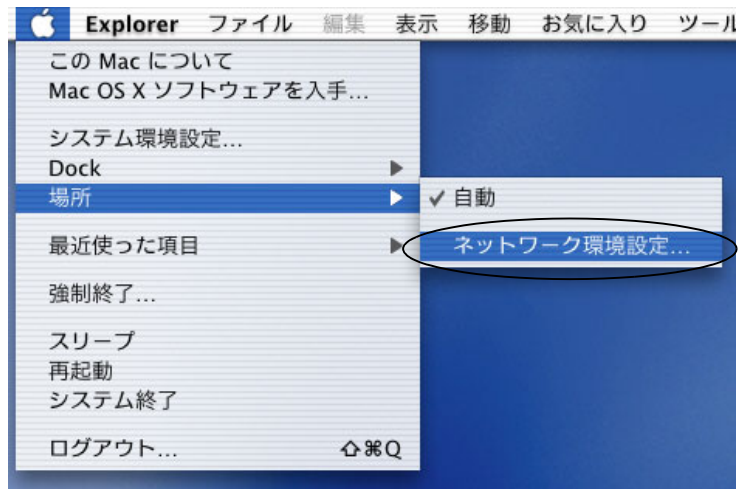 Explorer ファイル 編集 表示 移動 お気に入り ツール
この Mac について
Mac OS X ソフトウェアを入手...
システム環境設定...
Dock
場所
自動
ネットワーク環境設定...
最近使った項目
強制終了...
スリープ
再起動
システム終了
ログアウト... ⇧⌘Q